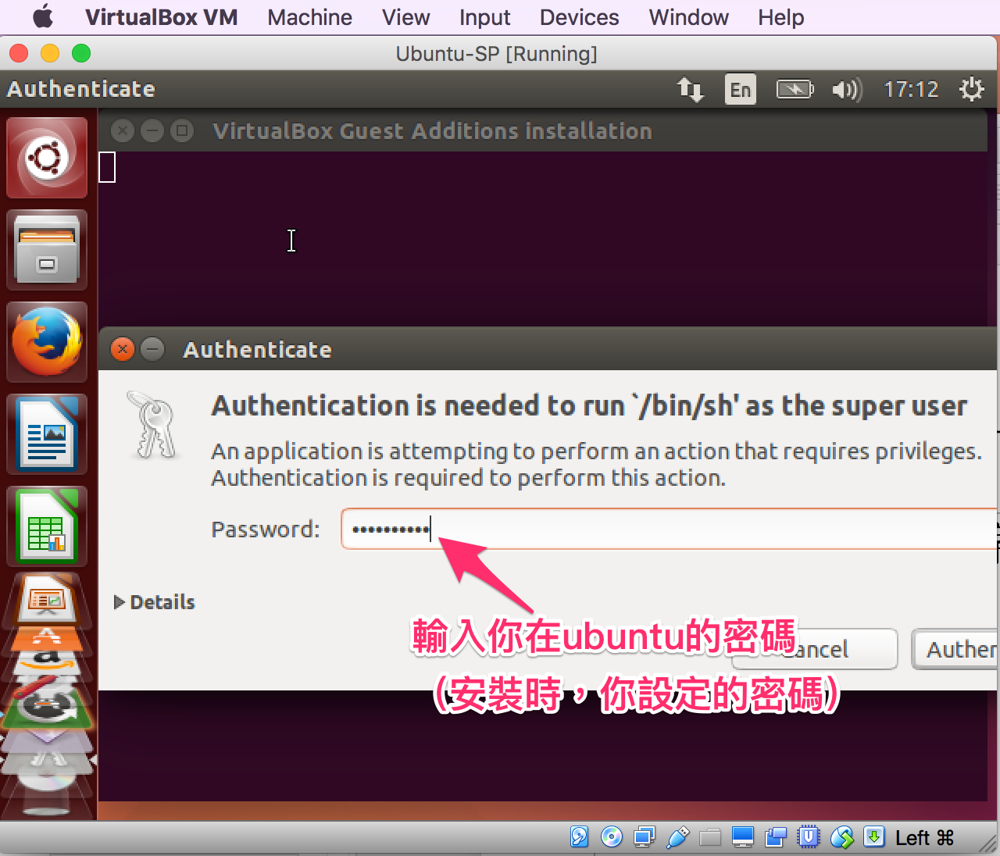 VirtualBox VM Machine View Input Devices Window Help
Ubuntu-SP [Running]
Authenticate En 17:12
VirtualBox Guest Additions installation
Authenticate
Authentication is needed to run `/bin/sh' as the super user
An application is attempting to perform an action that requires privileges.
Authentication is required to perform this action.
Password: ••••••••••
Details
輸入你在ubuntu的密碼
ancel Authen
（安裝時，你設定的密碼）
Left ⌘